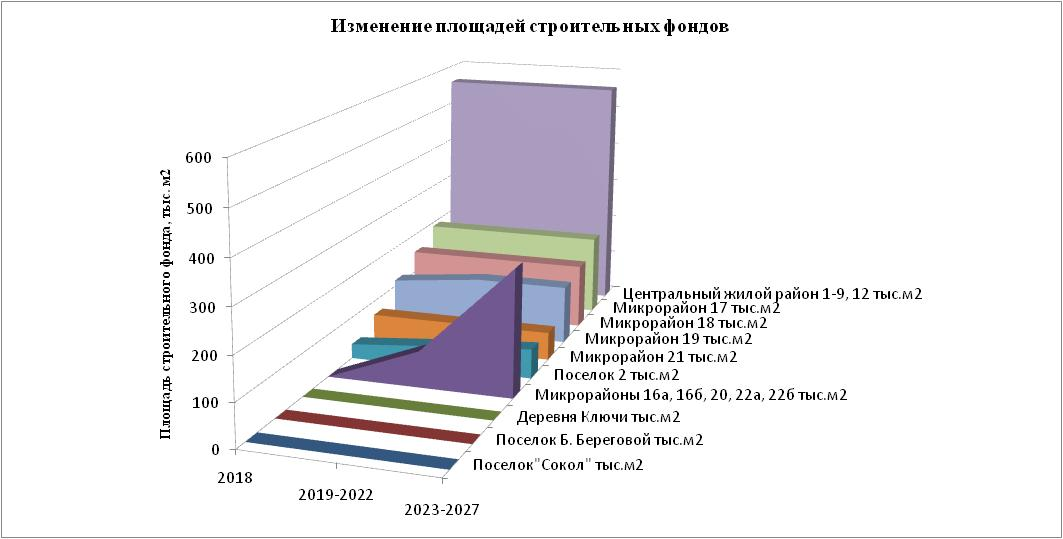 Изменение площадей строительных фондов
Площадь строительного фонда, тыс. м2
600
500
400
300
200
100
0
2018
2019-2022
2023-2027
Центральный жилой район 1-9, 12 тыс.м2
Микрорайон 17 тыс.м2
Микрорайон 18 тыс.м2
Микрорайон 19 тыс.м2
Микрорайон 21 тыс.м2
Поселок 2 тыс.м2
Микрорайоны 16а, 16б, 20, 22а, 22б тыс.м2
Деревня Ключи тыс.м2
Поселок Б. Береговой тыс.м2
Поселок"Сокол" тыс.м2